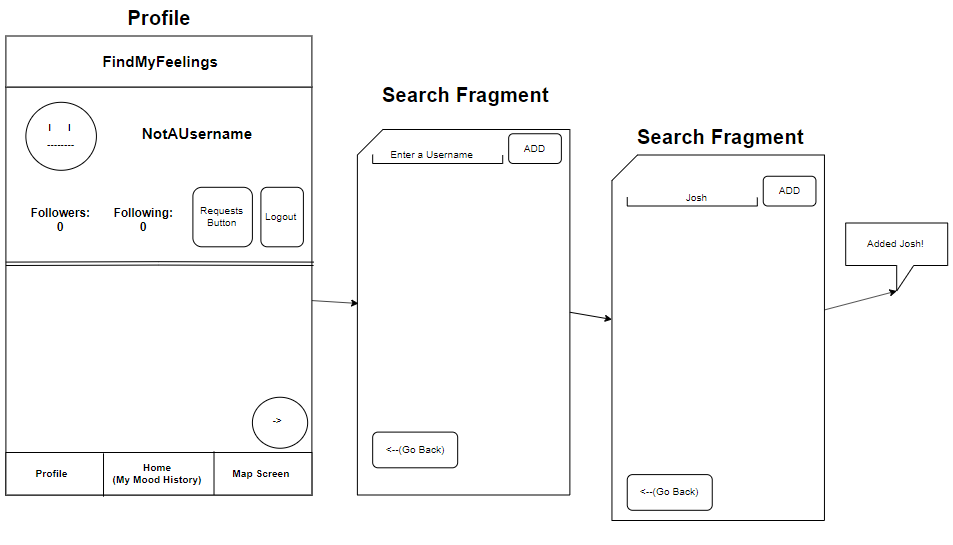 Profile
FindMyFeelings
I I
--------
NotAUsername
Followers:
0
Following:
0
Requests
Button
Logout
->
Profile
Home
(My Mood History)
Map Screen
Search Fragment
Enter a Username
ADD
<--(Go Back)
Search Fragment
Josh
ADD
<--(Go Back)
Added Josh!